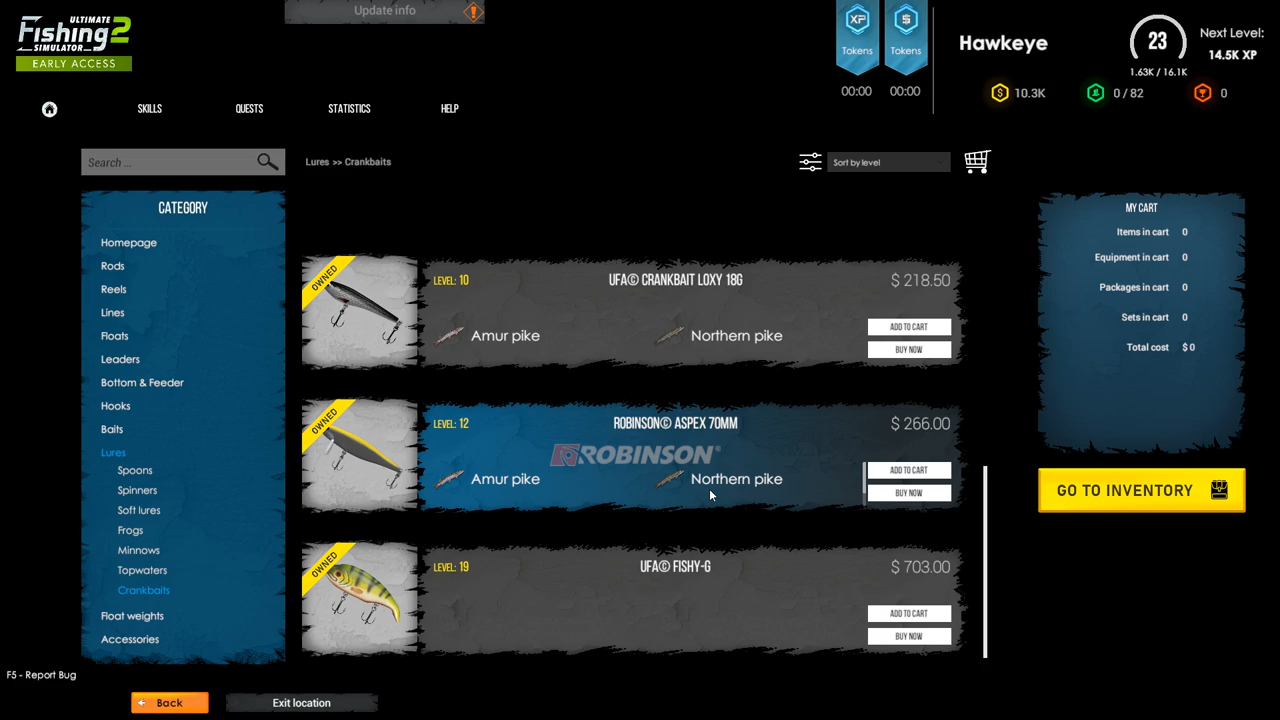 ULTIMATE
Fishing 2
SIMULATOR
EARLY ACCESS
Update info
XP
Tokens
00:00
$
Tokens
00:00
Hawkeye
23
1.63K / 16.1K
Next Level:
14.5K XP
10.3K
0 / 82
0
SKILLS
QUESTS
STATISTICS
HELP
Search ...
Lures >> Crankbaits
Sort by level
CATEGORY
Homepage
Rods
Reels
Lines
Floats
Leaders
Bottom & Feeder
Hooks
Baits
Lures
Spoons
Spinners
Soft lures
Frogs
Minnows
Topwaters
Crankbaits
Float weights
Accessories
OWNED
LEVEL: 10
UFA© CRANKBAIT LOXY 18G
$ 218.50
Amur pike
Northern pike
ADD TO CART
BUY NOW
OWNED
LEVEL: 12
ROBINSON© ASPEX 70MM
$ 266.00
ROBINSON®
Amur pike
Northern pike
ADD TO CART
BUY NOW
OWNED
LEVEL: 19
UFA© FISHY-G
$ 703.00
ADD TO CART
BUY NOW
MY CART
Items in cart 0
Equipment in cart 0
Packages in cart 0
Sets in cart 0
Total cost $ 0
GO TO INVENTORY
F5 - Report Bug
Back
Exit location